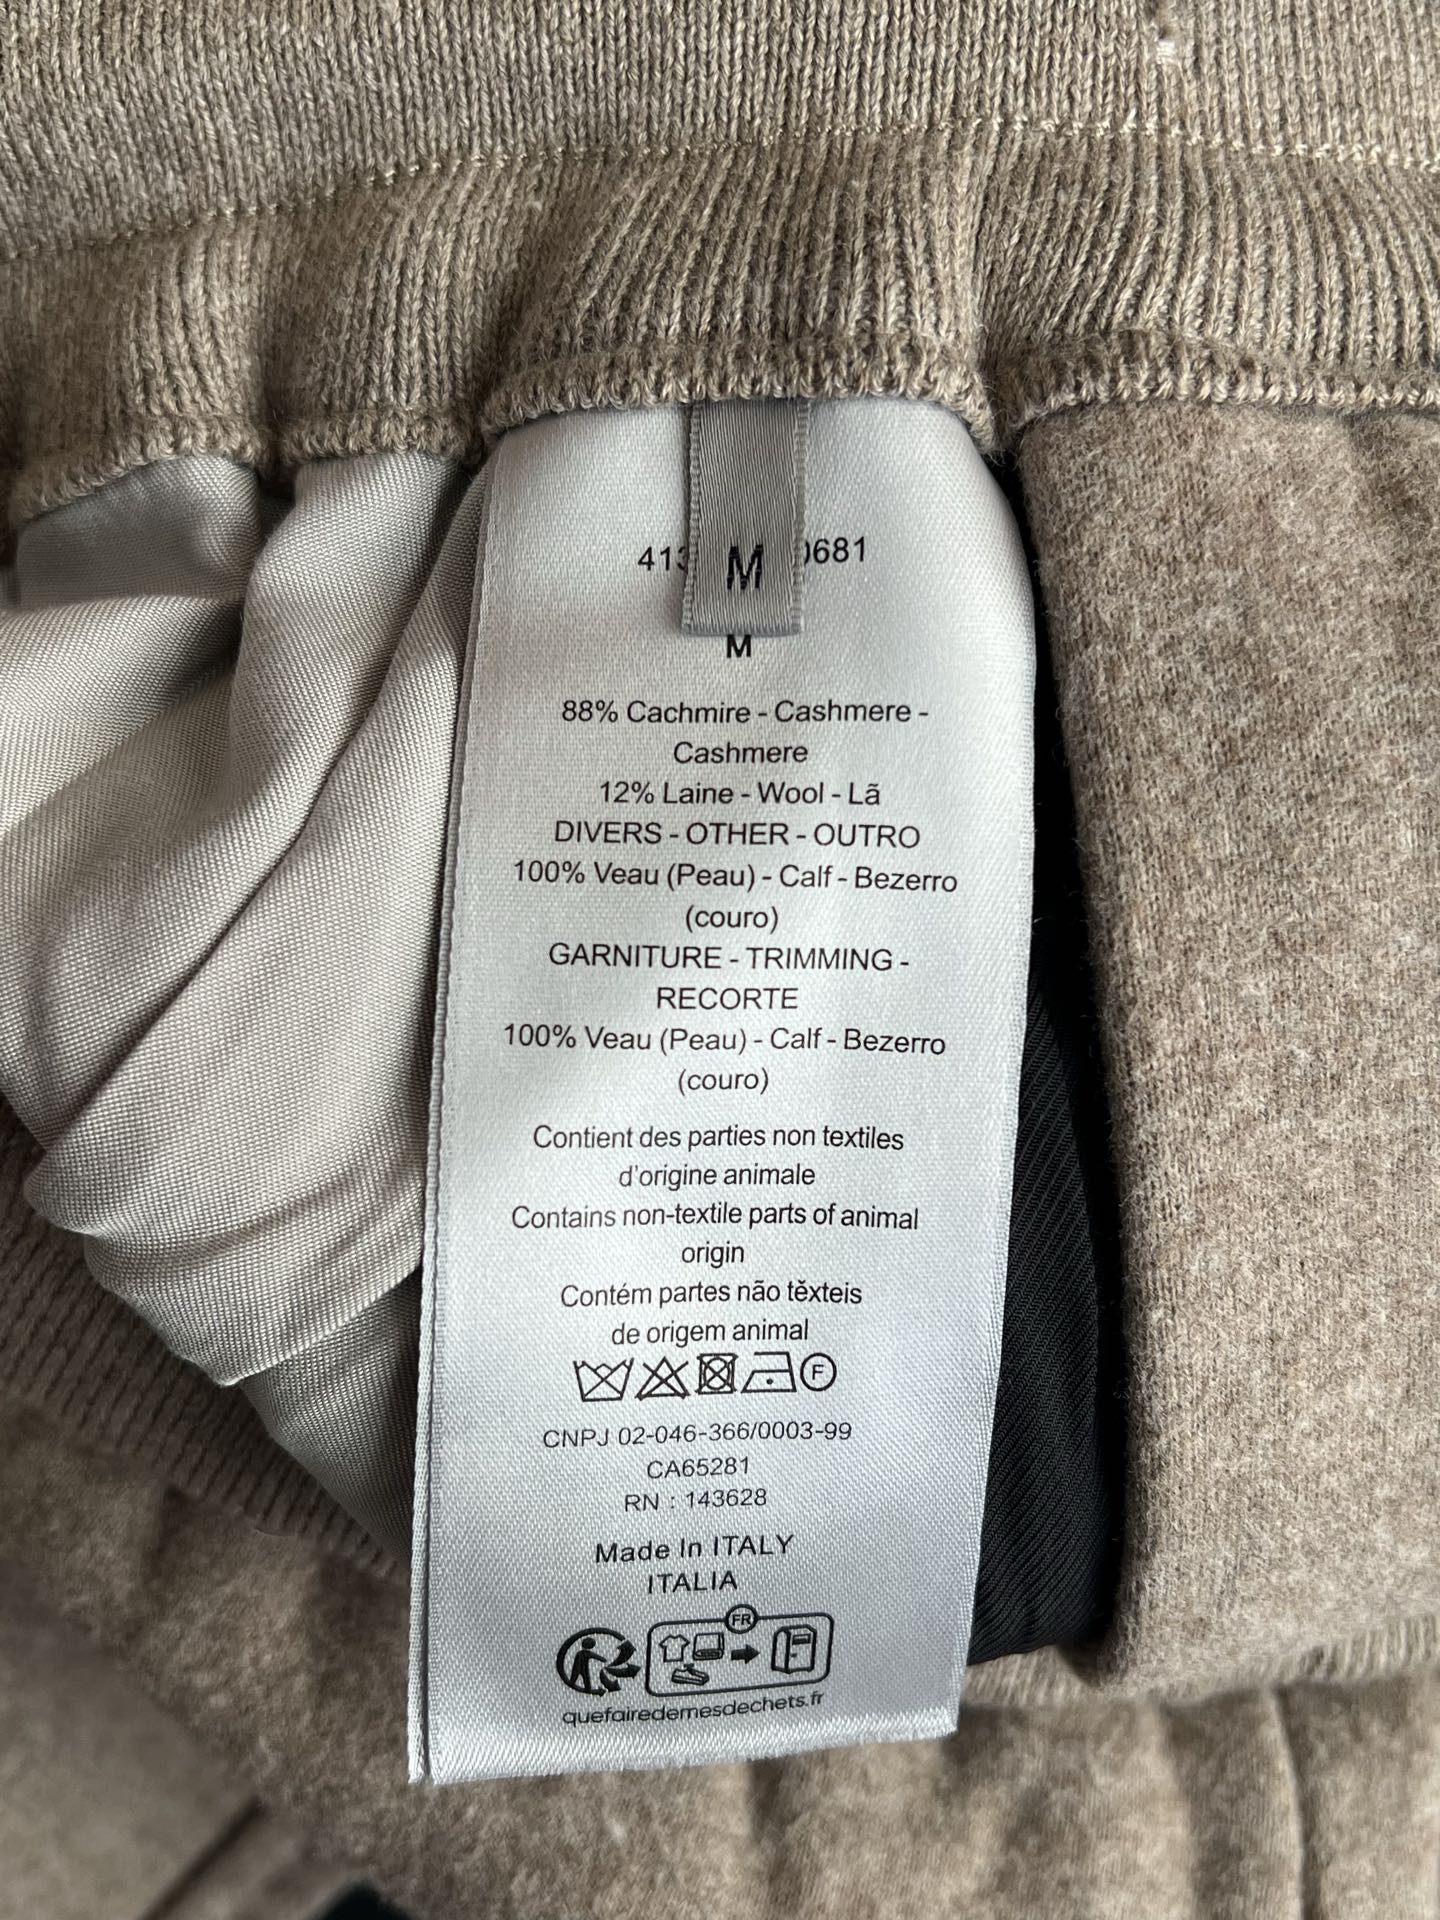 M
M
88% Cachmire - Cashmere -
Cashmere
12% Laine - Wool - Lã
DIVERS - OTHER - OUTRO
100% Veau (Peau) - Calf - Bezerro
(couro)
GARNITURE - TRIMMING -
RECORTE
100% Veau (Peau) - Calf - Bezerro
(couro)
Contient des parties non textiles
d'origine animale
Contains non-textile parts of animal
origin
Contém partes não těxteis
de origem animal
F
CNPJ 02-046-366/0003-99
CA65281
RN : 143628
Made In ITALY
ITALIA
FR
quefairedemesdechets.fr